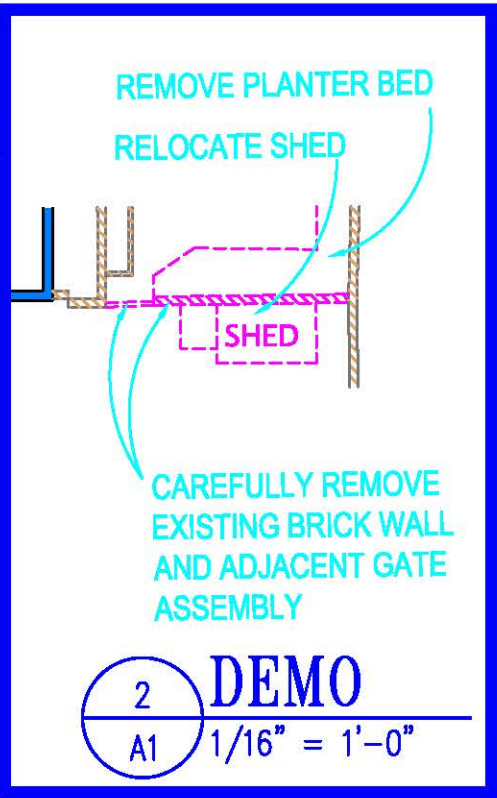 REMOVE PLANTER BED
RELOCATE SHED
SHED
CAREFULLY REMOVE
EXISTING BRICK WALL
AND ADJACENT GATE
ASSEMBLY
2
DEMO
A1
1/16" = 1'-0"